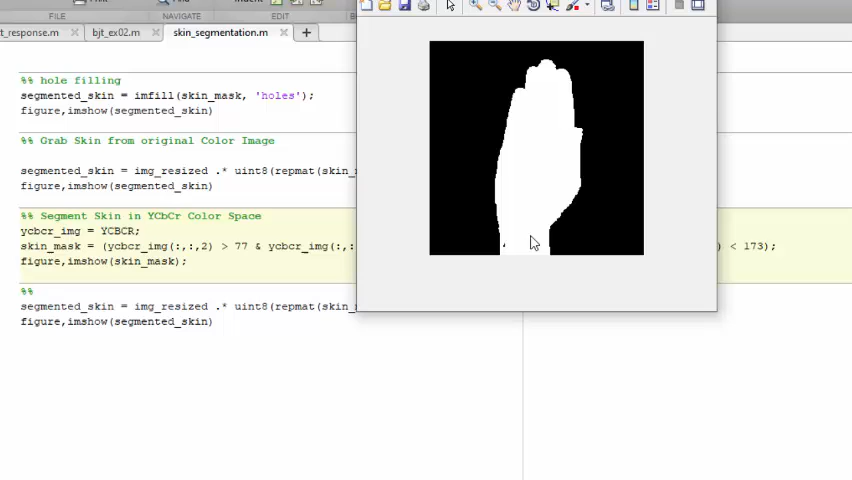 FILE
NAVIGATE
EDIT
t_response.m
bjt_ex02.m
skin_segmentation.m
%% hole filling
segmented_skin = imfill(skin_mask, 'holes');
figure,imshow(segmented_skin)
%% Grab Skin from original Color Image
segmented_skin = img_resized .* uint8(repmat(skin_
figure,imshow(segmented_skin)
%% Segment Skin in YCbCr Color Space
ycbcr_img = YCBCR;
skin_mask = (ycbcr_img(:,:,2) > 77 & ycbcr_img(:, ) < 173);
figure,imshow(skin_mask);
%%
segmented_skin = img_resized .* uint8(repmat(skin_
figure,imshow(segmented_skin)